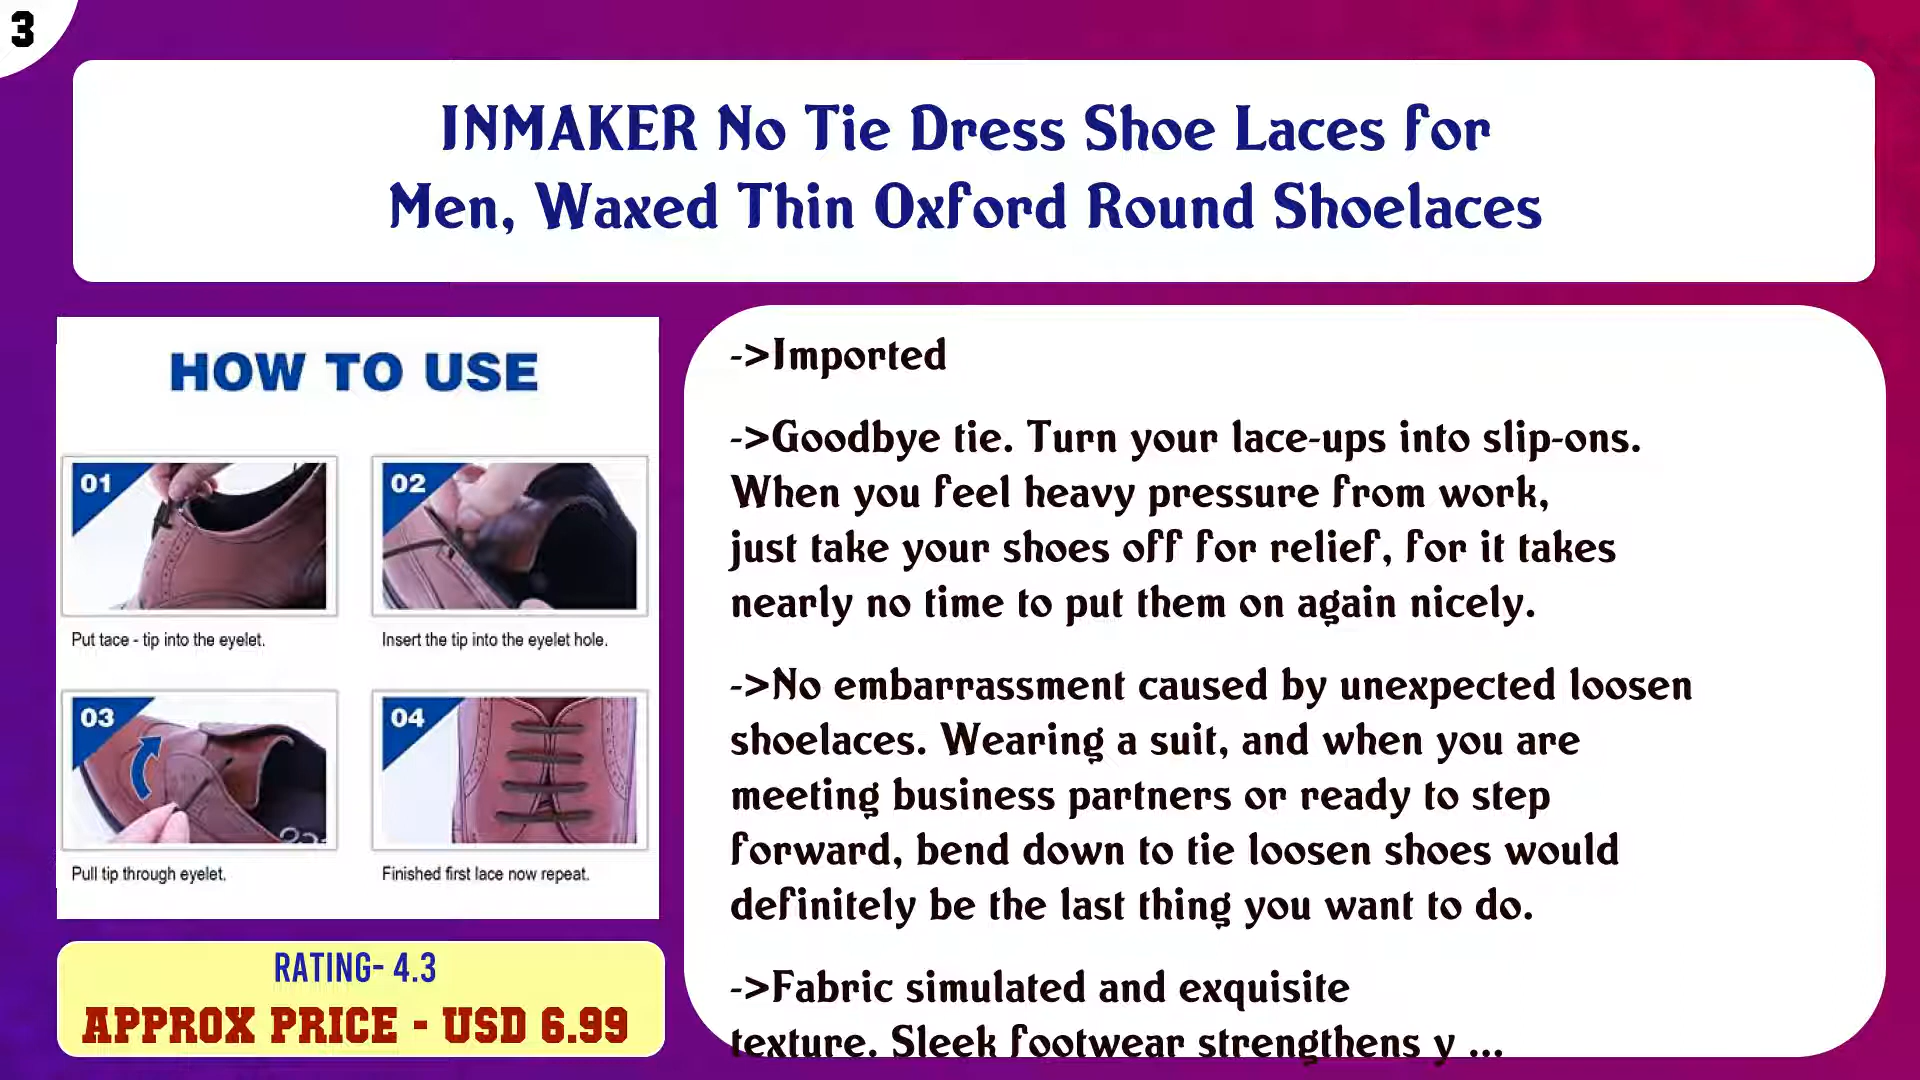 3
INMAKER No Tie Dress Shoe Laces for
Men, Waxed Thin Oxford Round Shoelaces
HOW TO USE
01
02
Put tace - tip into the eyelet.
Insert the tip into the eyelet hole.
03
04
Pull tip through eyelet.
Finished first lace now repeat.
RATING- 4.3
APPROX PRICE - USD 6.99
->Imported
->Goodbye tie. Turn your lace-ups into slip-ons.
When you feel heavy pressure from work,
just take your shoes off for relief, for it takes
nearly no time to put them on again nicely.
->No embarrassment caused by unexpected loosen
shoelaces. Wearing a suit, and when you are
meeting business partners or ready to step
forward, bend down to tie loosen shoes would
definitely be the last thing you want to do.
->Fabric simulated and exquisite
texture. Sleek footwear strengthens y ...